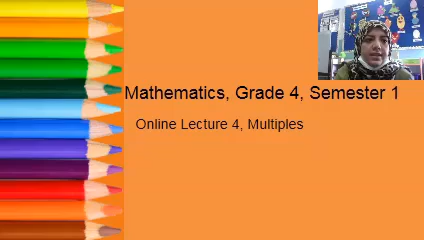 Mathematics, Grade 4, Semester 1
Online Lecture 4, Multiples